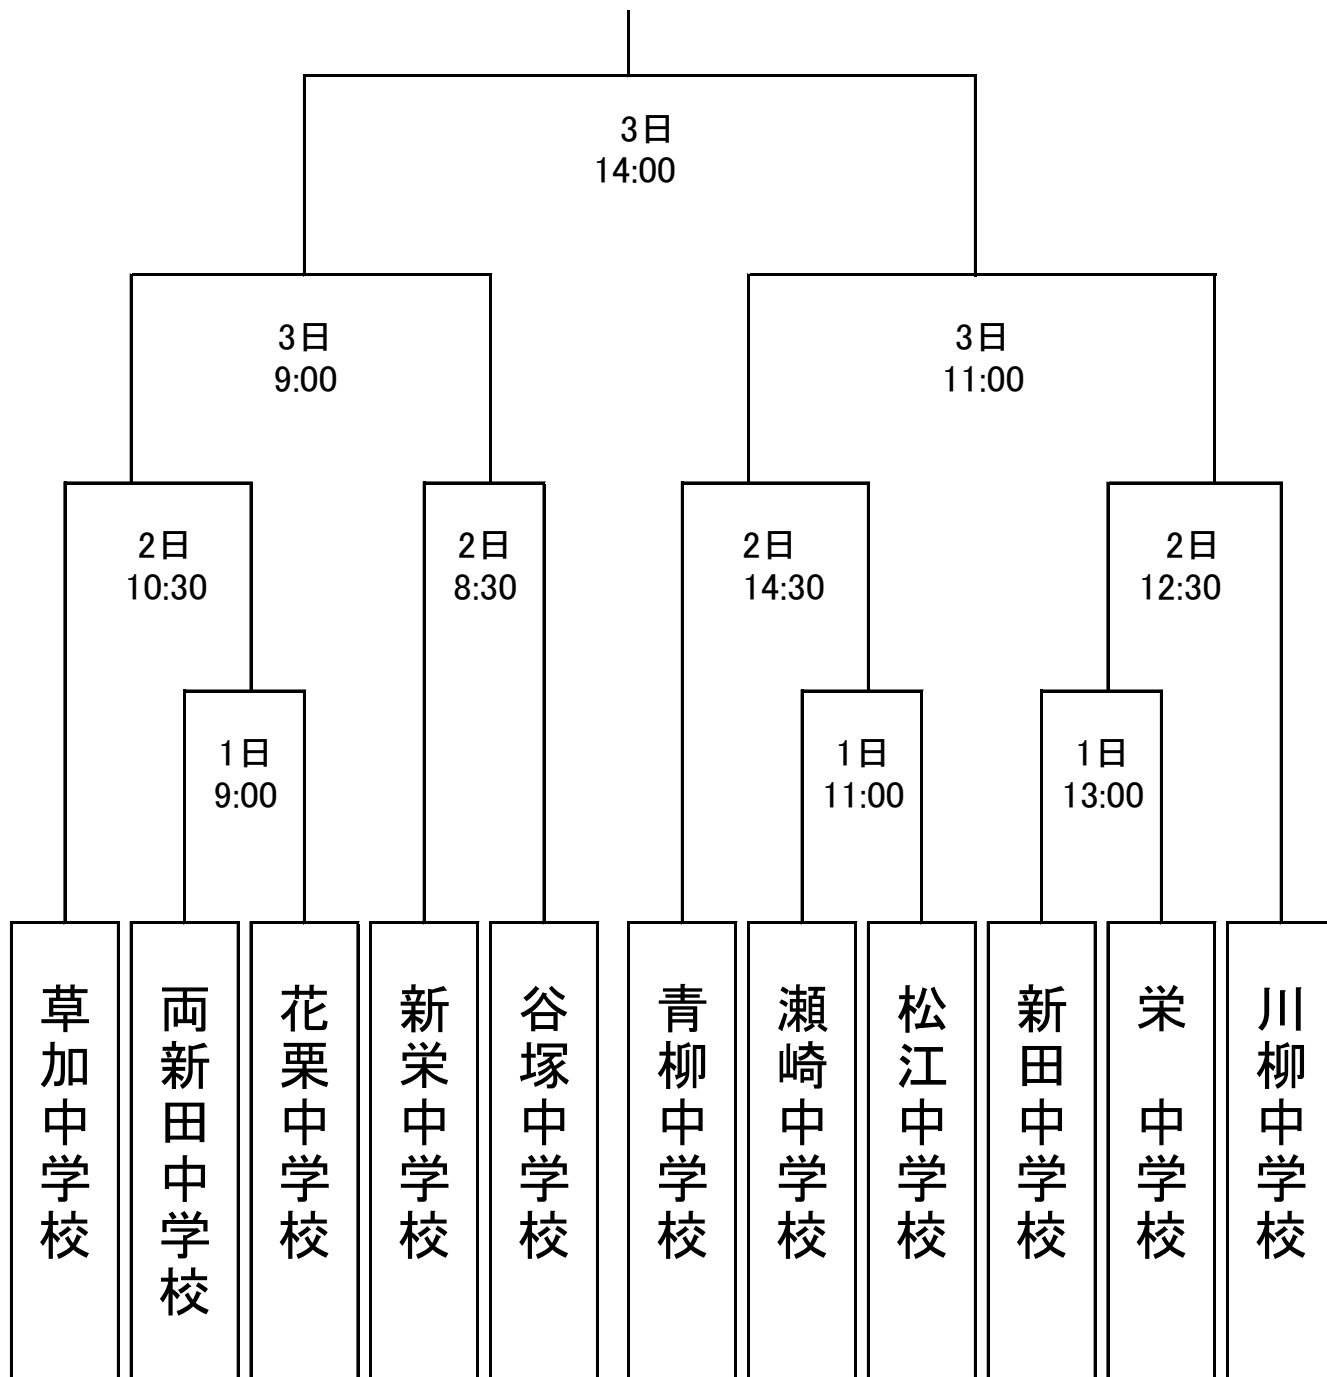 3日
14:00
3日
9:00
3日
11:00
2日
10:30
2日
8:30
2日
14:30
2日
12:30
1日
9:00
1日
11:00
1日
13:00
草加中学校
両新田中学校
花栗中学校
新栄中学校
谷塚中学校
青柳中学校
瀬崎中学校
松江中学校
新田中学校
栄　中学校
川柳中学校